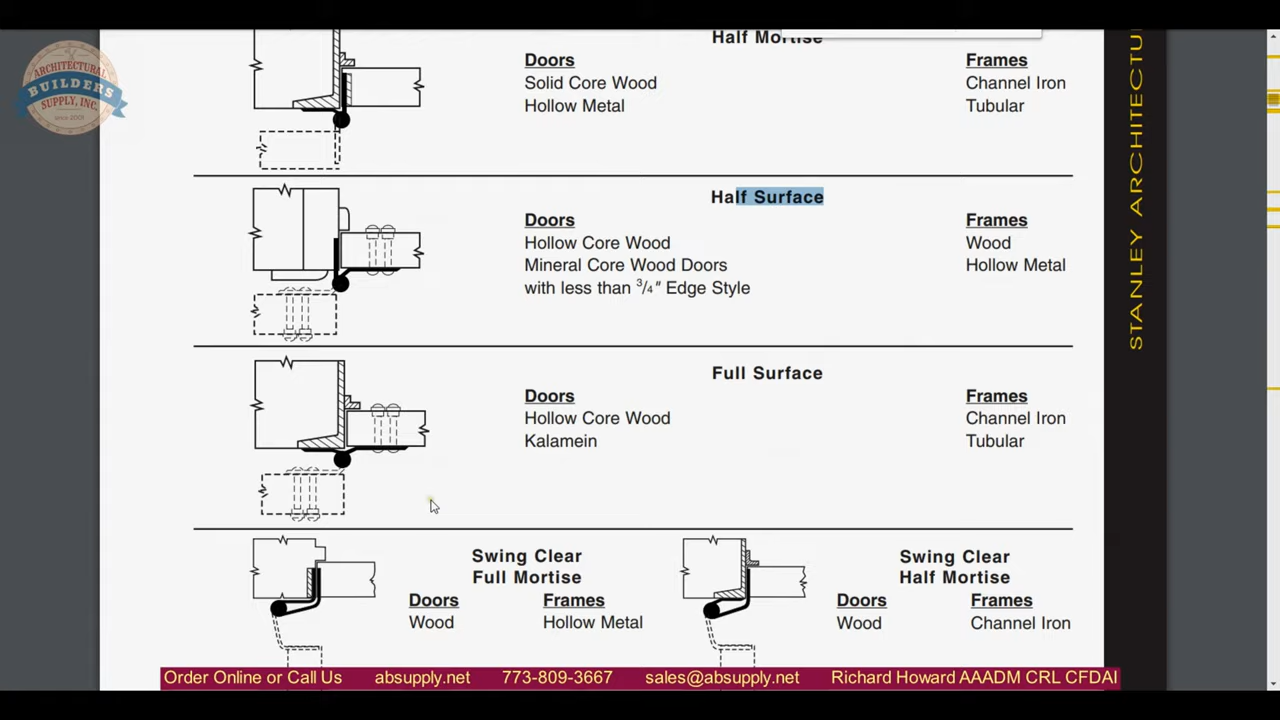 ARCHITECTURAL
BUILDERS
SUPPLY, INC.
since 2001
Half Mortise
Doors
Solid Core Wood
Hollow Metal
Frames
Channel Iron
Tubular
Half Surface
Doors
Hollow Core Wood
Mineral Core Wood Doors
with less than 3/4" Edge Style
Frames
Wood
Hollow Metal
Full Surface
Doors
Hollow Core Wood
Kalamein
Frames
Channel Iron
Tubular
Swing Clear
Full Mortise
Doors
Wood
Frames
Hollow Metal
Swing Clear
Half Mortise
Doors
Wood
Frames
Channel Iron
STANLEY ARCHITECTU
Order Online or Call Us absupply.net 773-809-3667 sales@absupply.net Richard Howard AAADM CRL CFDAI